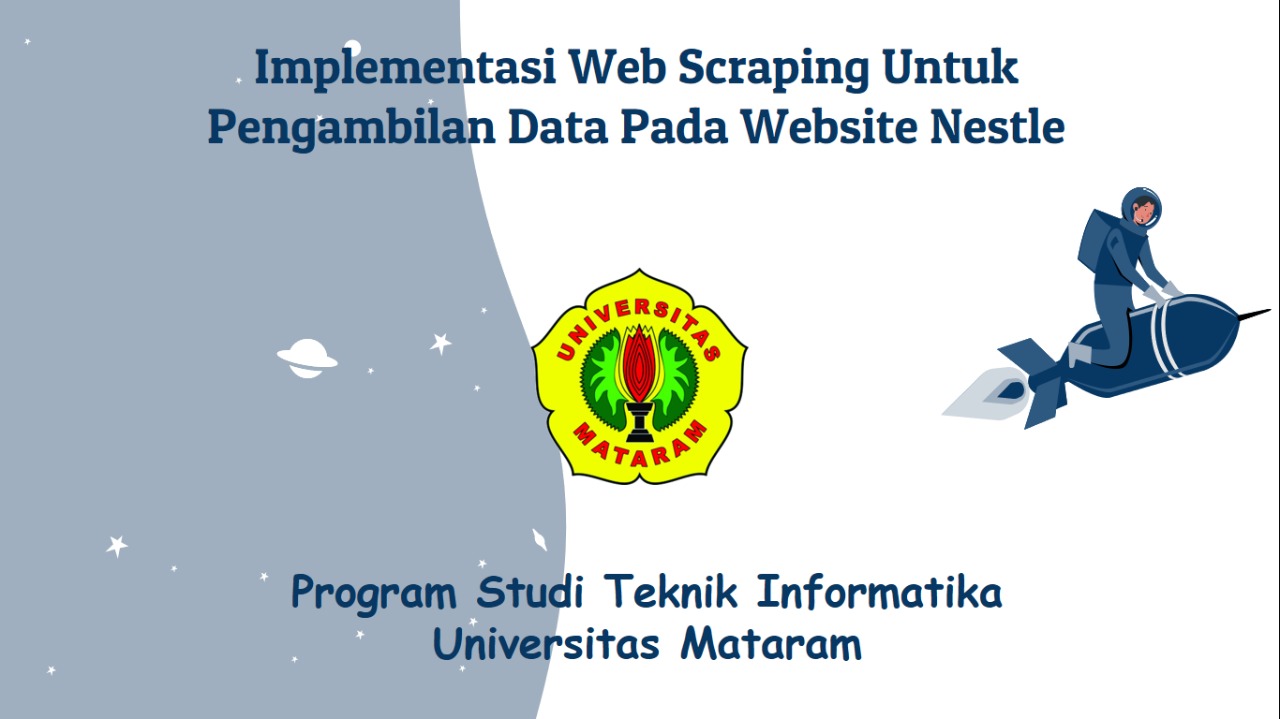 Implementasi Web Scraping Untuk
Pengambilan Data Pada Website Nestle
UNIVERSITAS
MATARAM
Program Studi Teknik Informatika
Universitas Mataram